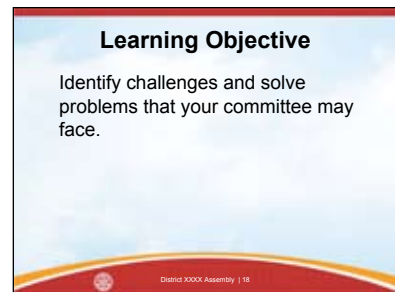 Learning Objective
Identify challenges and solve
problems that your committee may
face.
District XXXX Assembly | 18